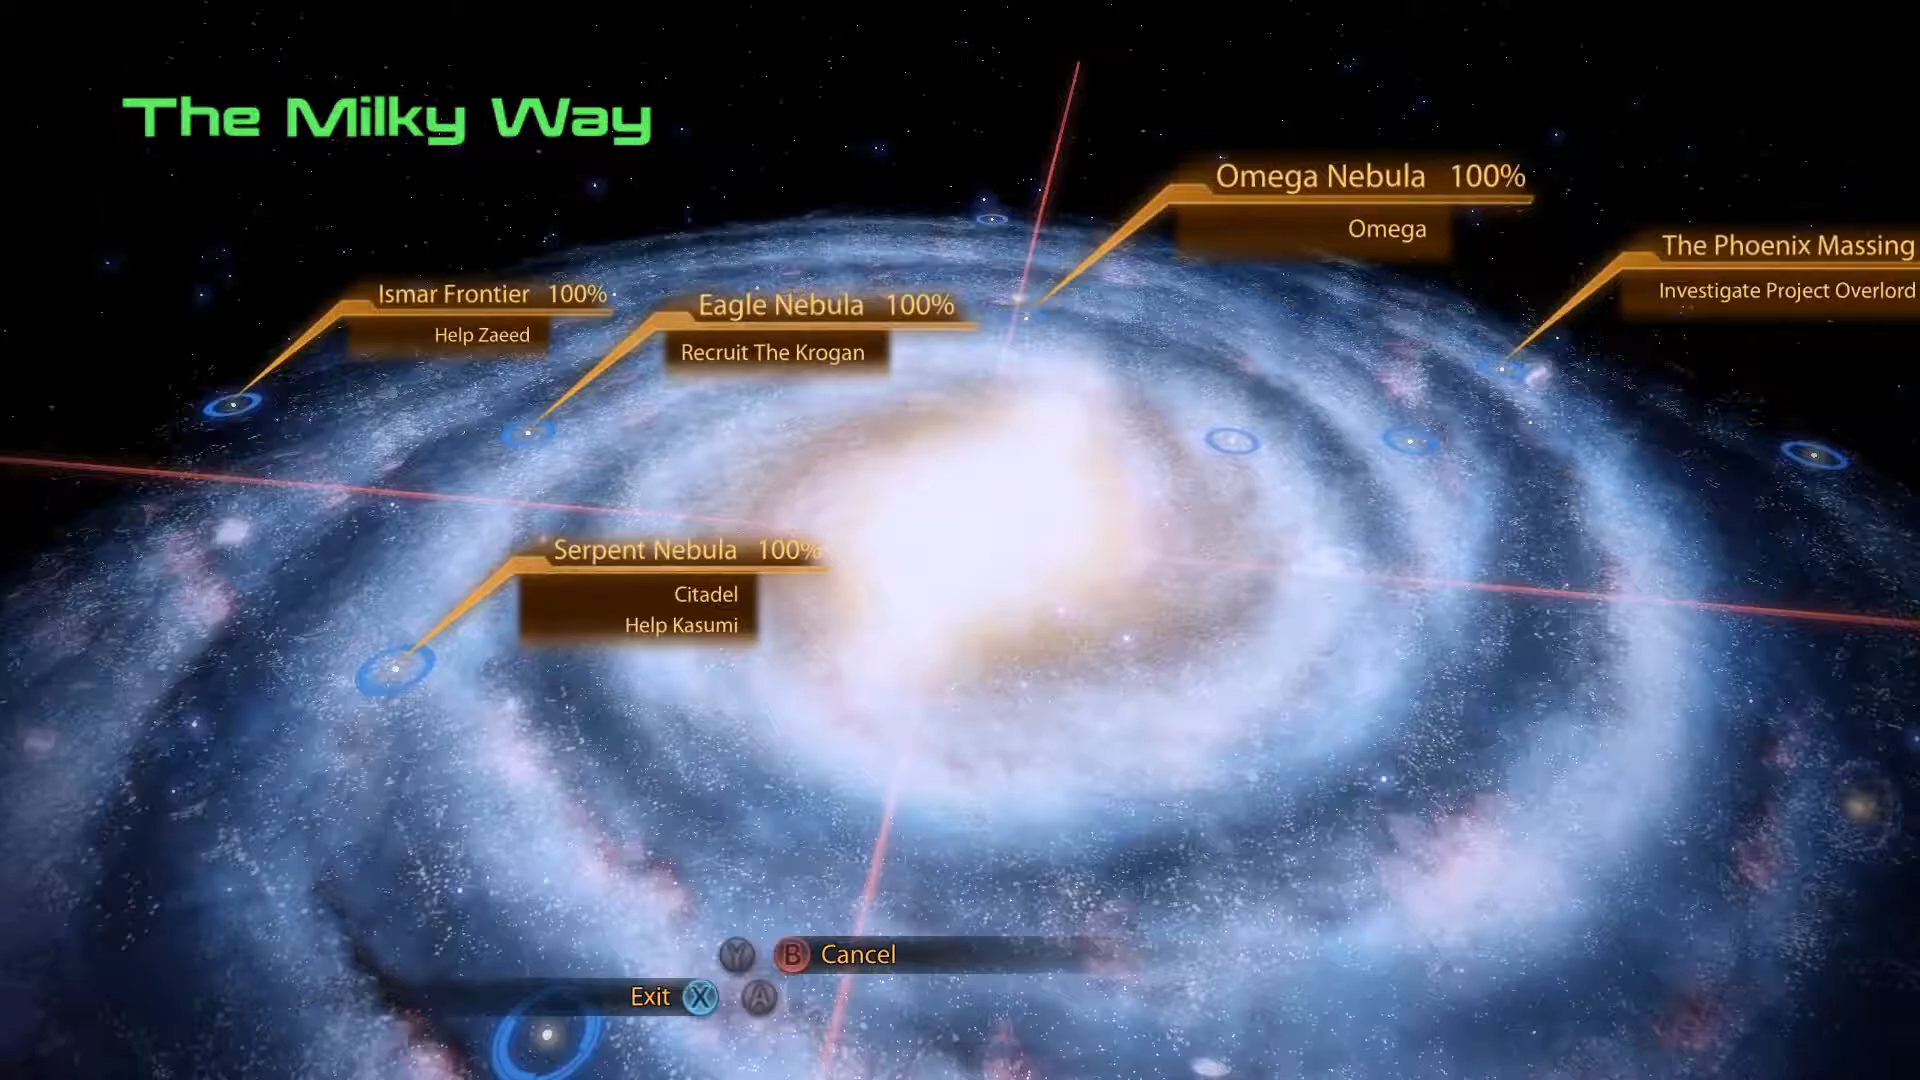 The Milky Way
Omega Nebula 100%
Omega
The Phoenix Massing
Investigate Project Overlord
Ismar Frontier 100%
Help Zaeed
Eagle Nebula 100%
Recruit The Krogan
Serpent Nebula 100%
Citadel
Help Kasumi
Y B Cancel
Exit X A